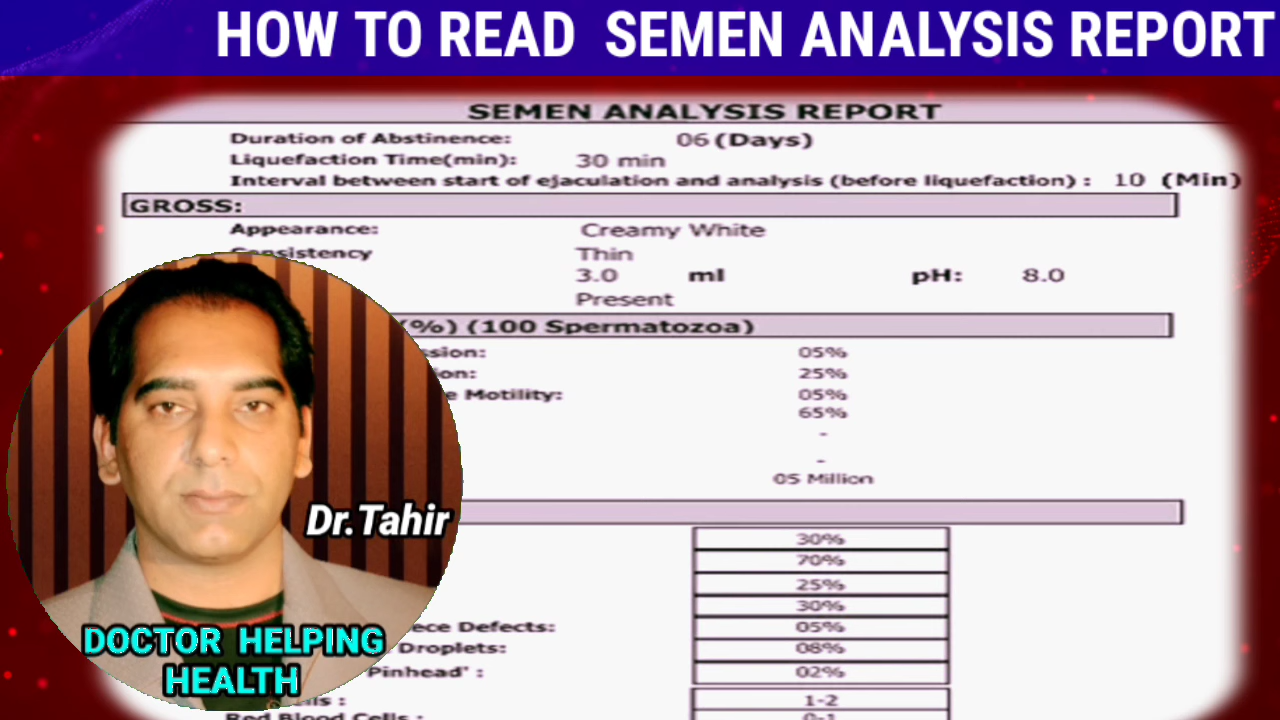 HOW TO READ SEMEN ANALYSIS REPORT
SEMEN ANALYSIS REPORT
Duration of Abstinence: 06 (Days)
Liquefaction Time(min): 30 min
Interval between start of ejaculation and analysis (before liquefaction) : 10 (Min)
GROSS:
Appearance: Creamy White
Consistency Thin
3.0 ml pH: 8.0
Present
(%) (100 Spermatozoa)
05%
25%
Motility: 05%
65%
-
-
05 Million
30%
70%
25%
30%
Defects: 05%
Droplets: 08%
Pinhead' : 02%
1-2
Red Blood Cells : 0-1
Dr.Tahir
DOCTOR HELPING
HEALTH